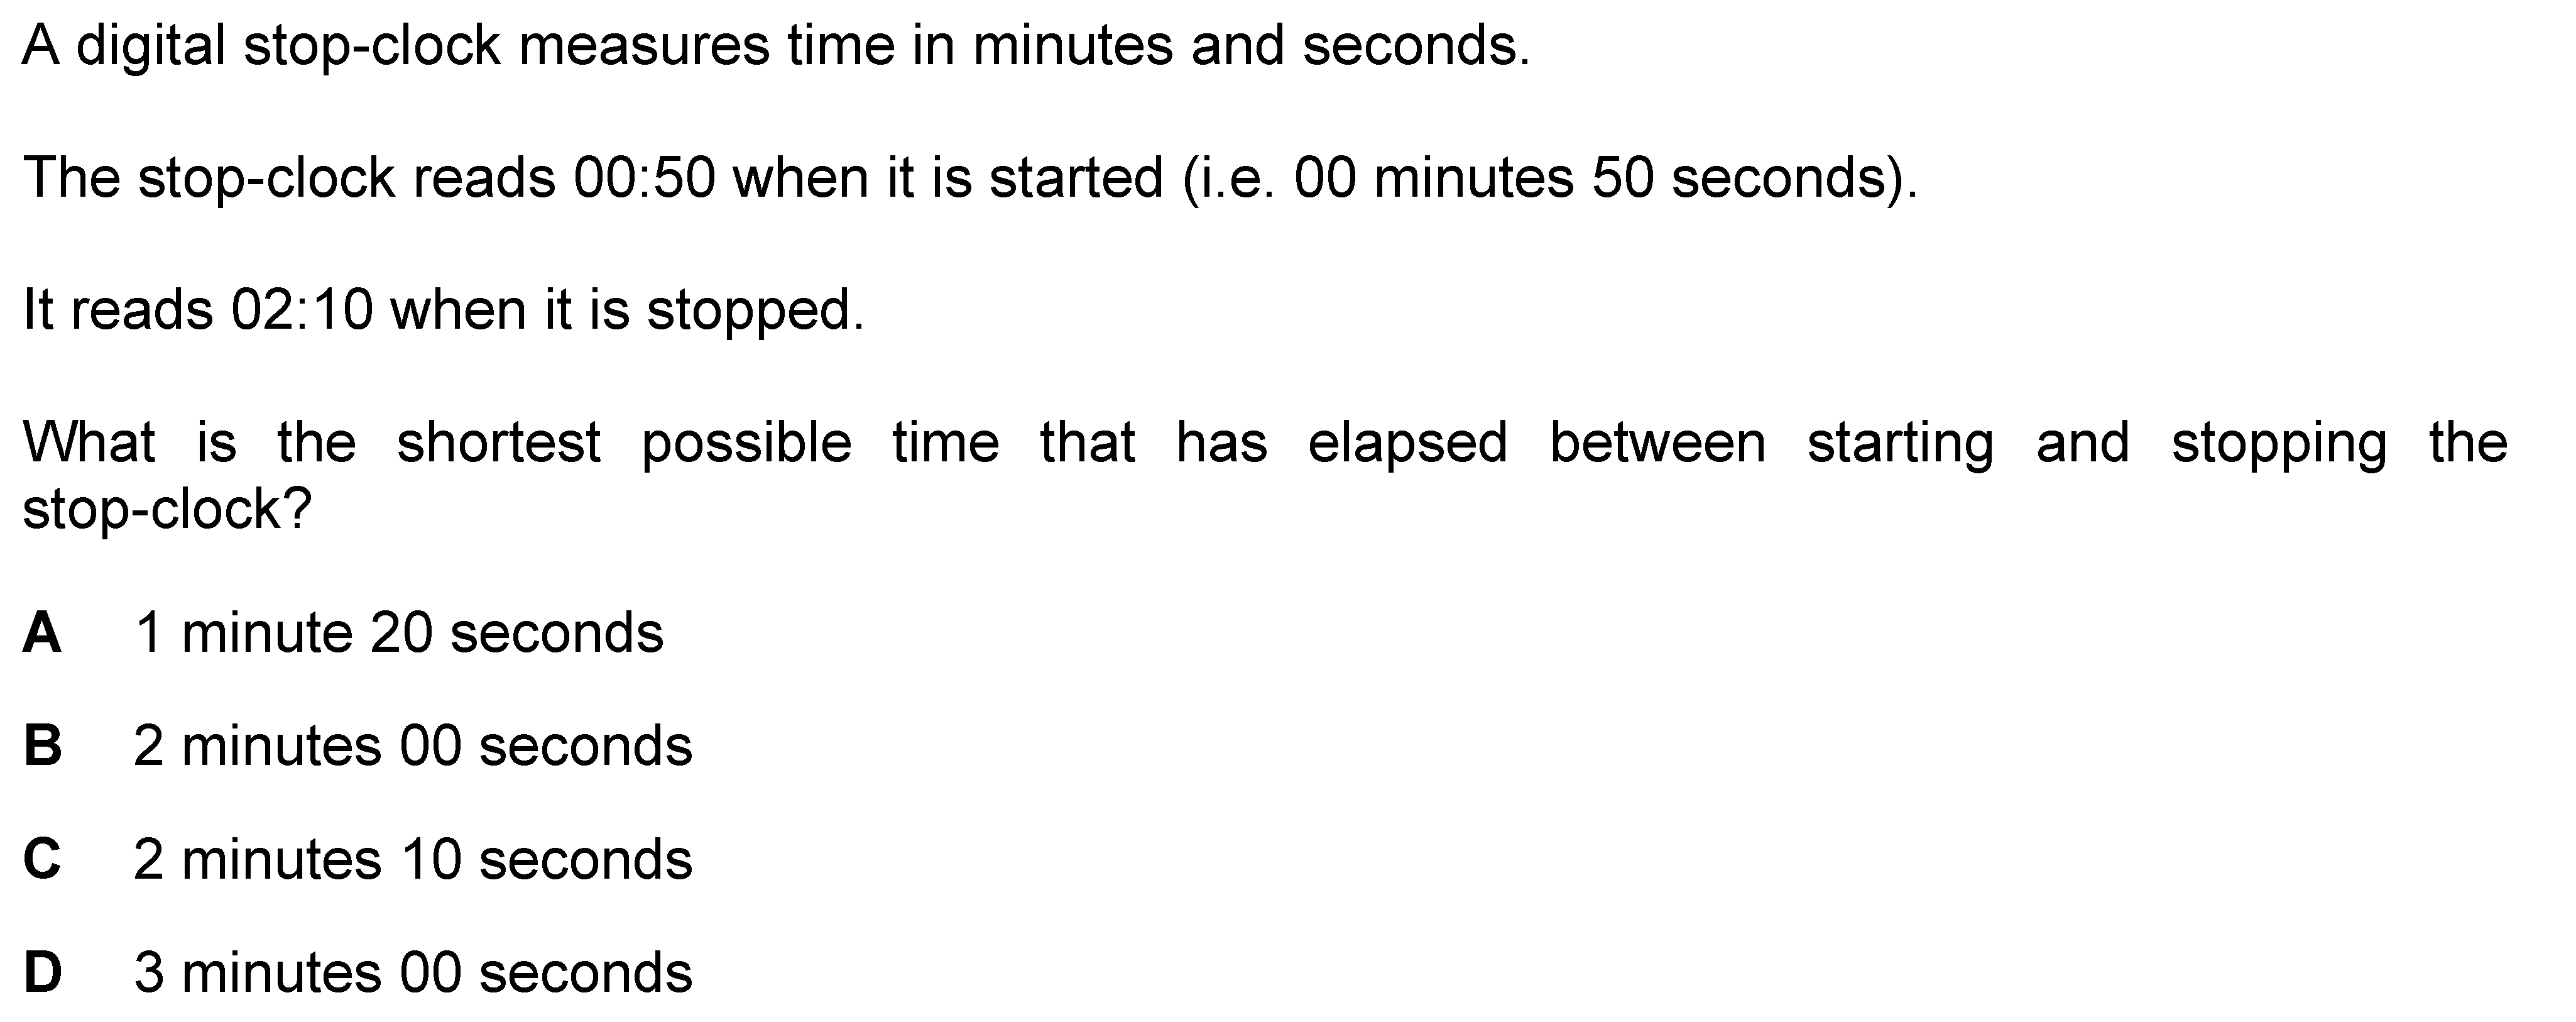 A digital stop-clock measures time in minutes and seconds.
The stop-clock reads 00:50 when it is started (i.e. 00 minutes 50 seconds).
It reads 02:10 when it is stopped.
What is the shortest possible time that has elapsed between starting and stopping the
stop-clock?
A 1 minute 20 seconds
B 2 minutes 00 seconds
C 2 minutes 10 seconds
D 3 minutes 00 seconds